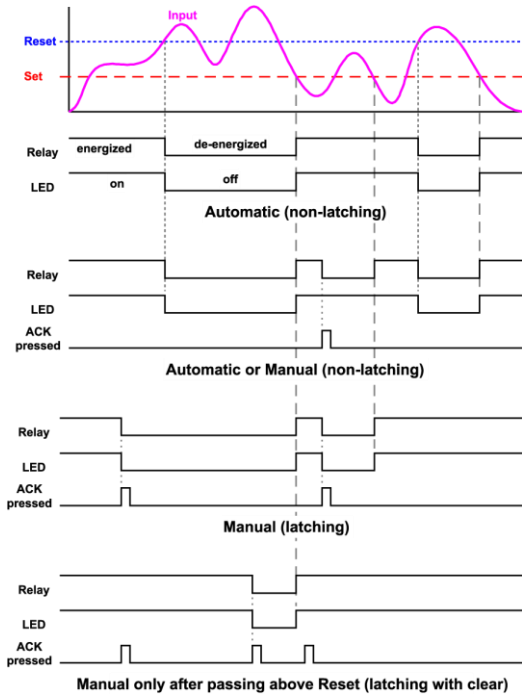 Input
Reset
Set
Relay energized de-energized
LED on off
Automatic (non-latching)
Relay
LED
ACK
pressed
Automatic or Manual (non-latching)
Relay
LED
ACK
pressed
Manual (latching)
Relay
LED
ACK
pressed
Manual only after passing above Reset (latching with clear)